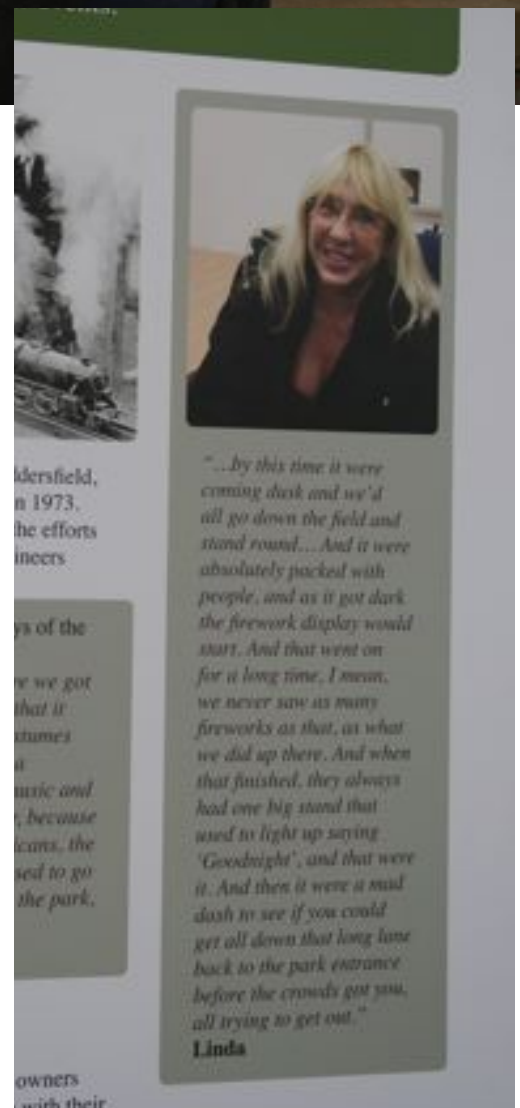 ldersfield,
n 1973.
the efforts
ineers
ys of the
re we got
that it
stumes
a
usic and
, because
icans, the
sed to go
the park,
owners
with their
“…by this time it were
coming dusk and we’d
all go down the field and
stand round… And it were
absolutely packed with
people, and as it got dark
the firework display would
start. And that went on
for a long time, I mean,
we never saw as many
fireworks as that, as what
we did up there. And when
that finished, they always
had one big stand that
used to light up saying
‘Goodnight’, and that were
it. And then it were a mad
dash to see if you could
get all down that long lane
back to the park entrance
before the crowds got you,
all trying to get out.”
Linda